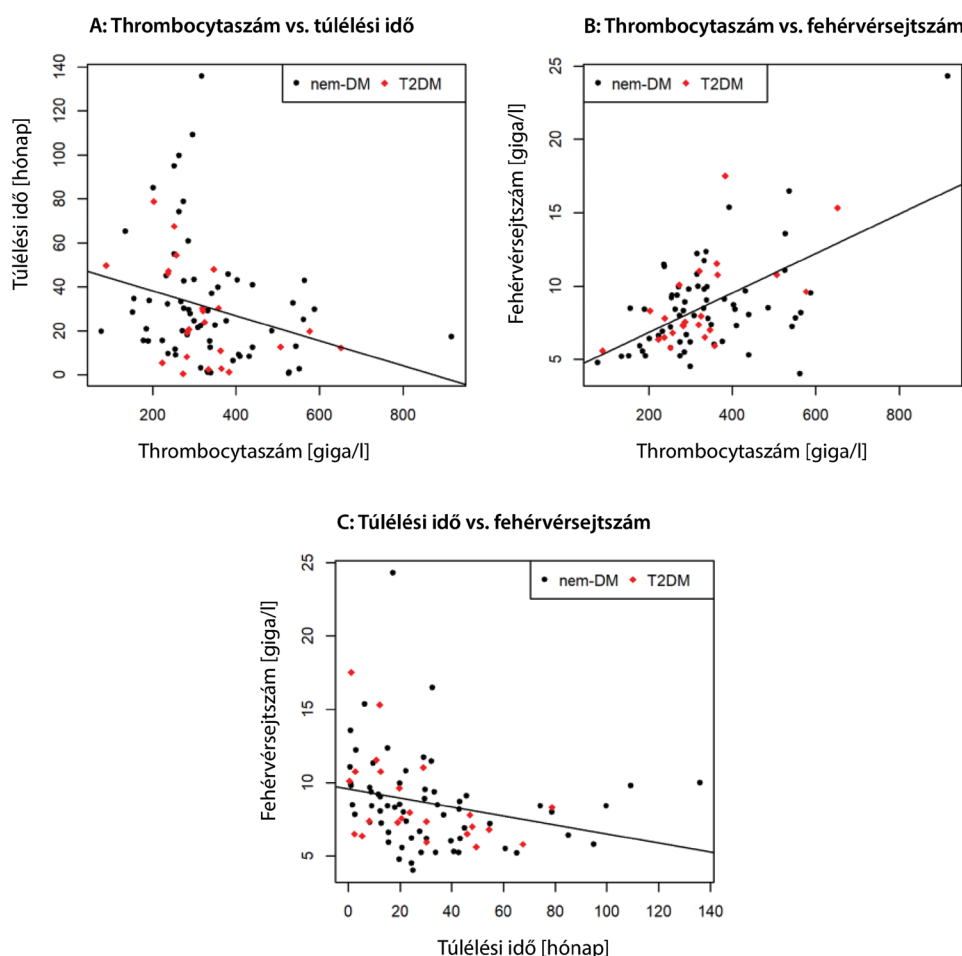 A: Thrombocytaszám vs. túlélési idő
nem-DM T2DM
Túlélési idő [hónap]
140
120
100
80
60
40
20
0
200 400 600 800
Thrombocytaszám [giga/l]
B: Thrombocytaszám vs. fehérvérsejtszám
nem-DM T2DM
Fehérvérsejtszám [giga/l]
25
20
15
10
5
200 400 600 800
Thrombocytaszám [giga/l]
C: Túlélési idő vs. fehérvérsejtszám
nem-DM T2DM
Fehérvérsejtszám [giga/l]
25
20
15
10
5
0 20 40 60 80 100 120 140
Túlélési idő [hónap]